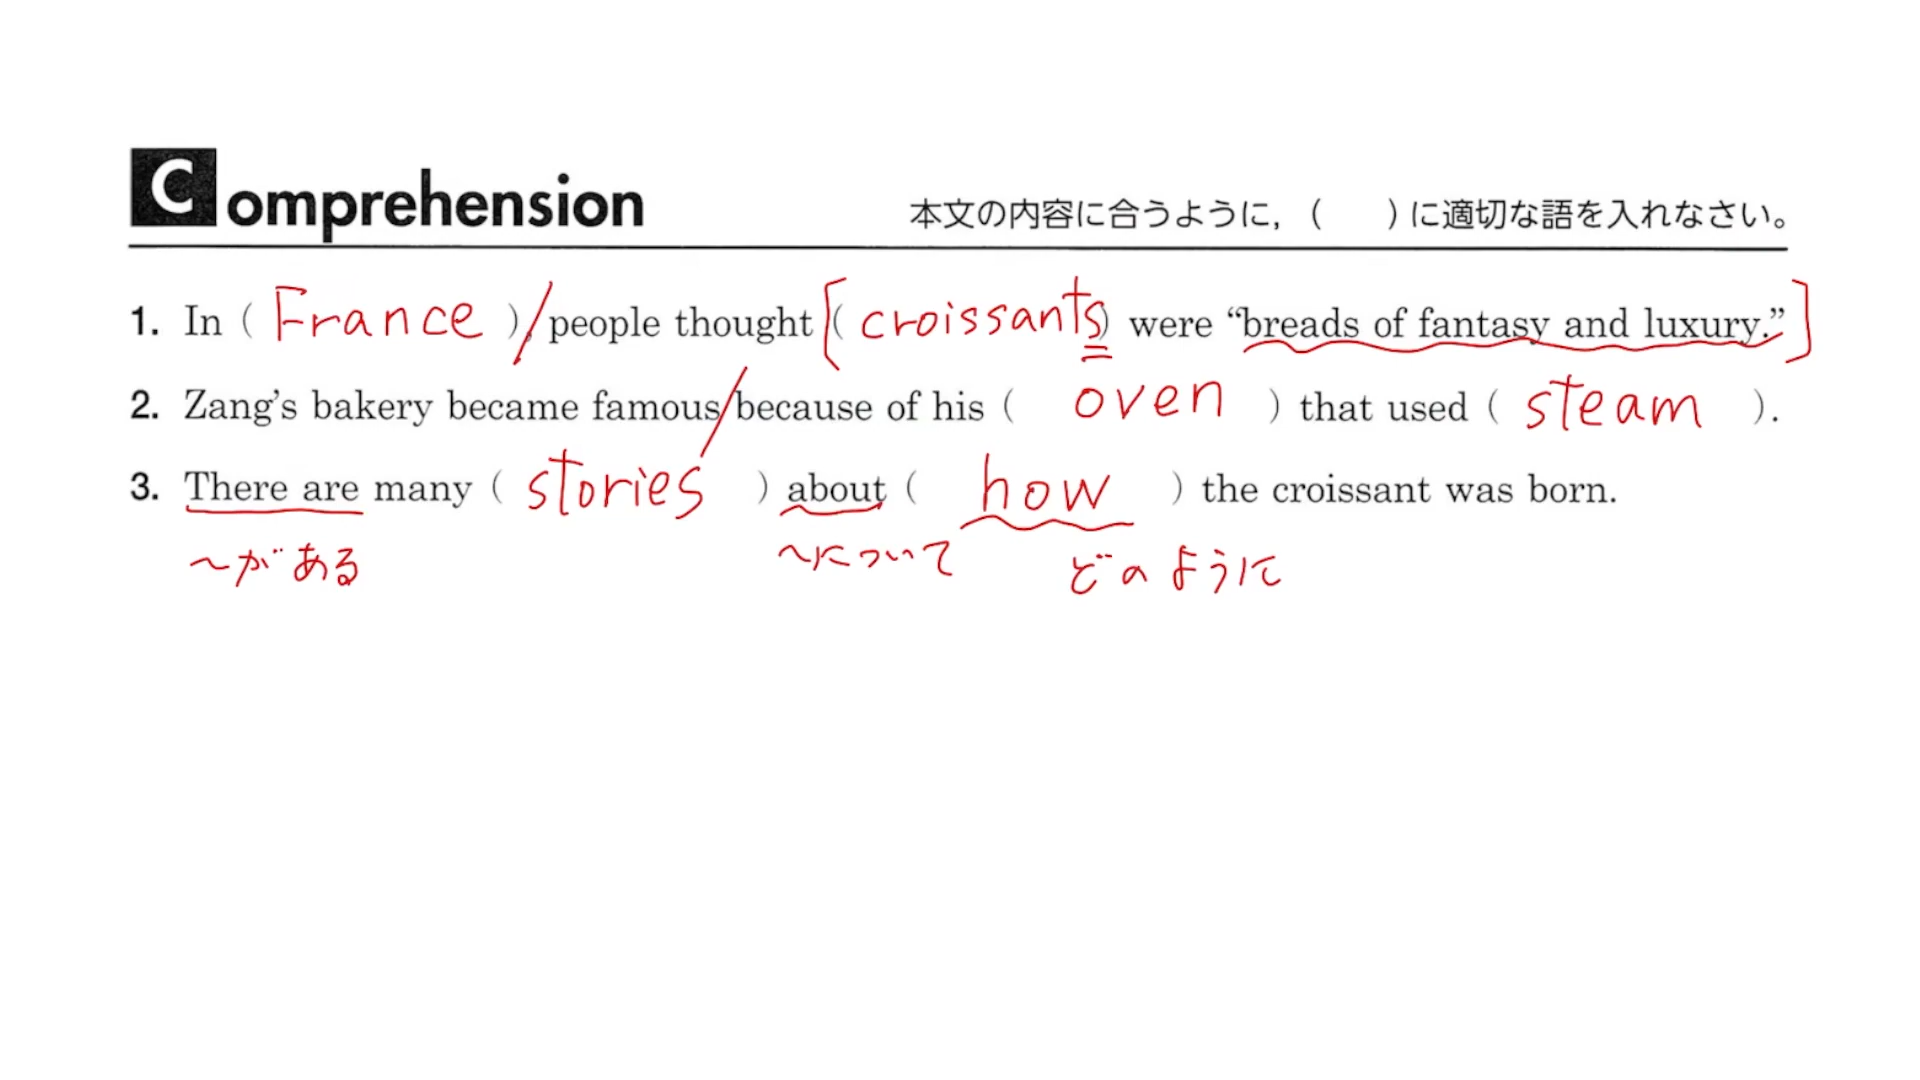 Comprehension 本文の内容に合うように，（　　）に適切な語を入れなさい。
1. In ( France ), people thought ( croissants ) were “breads of fantasy and luxury.”
2. Zang’s bakery became famous because of his ( oven ) that used ( steam ).
3. There are many ( stories ) about ( how ) the croissant was born.
～がある ～について どのように